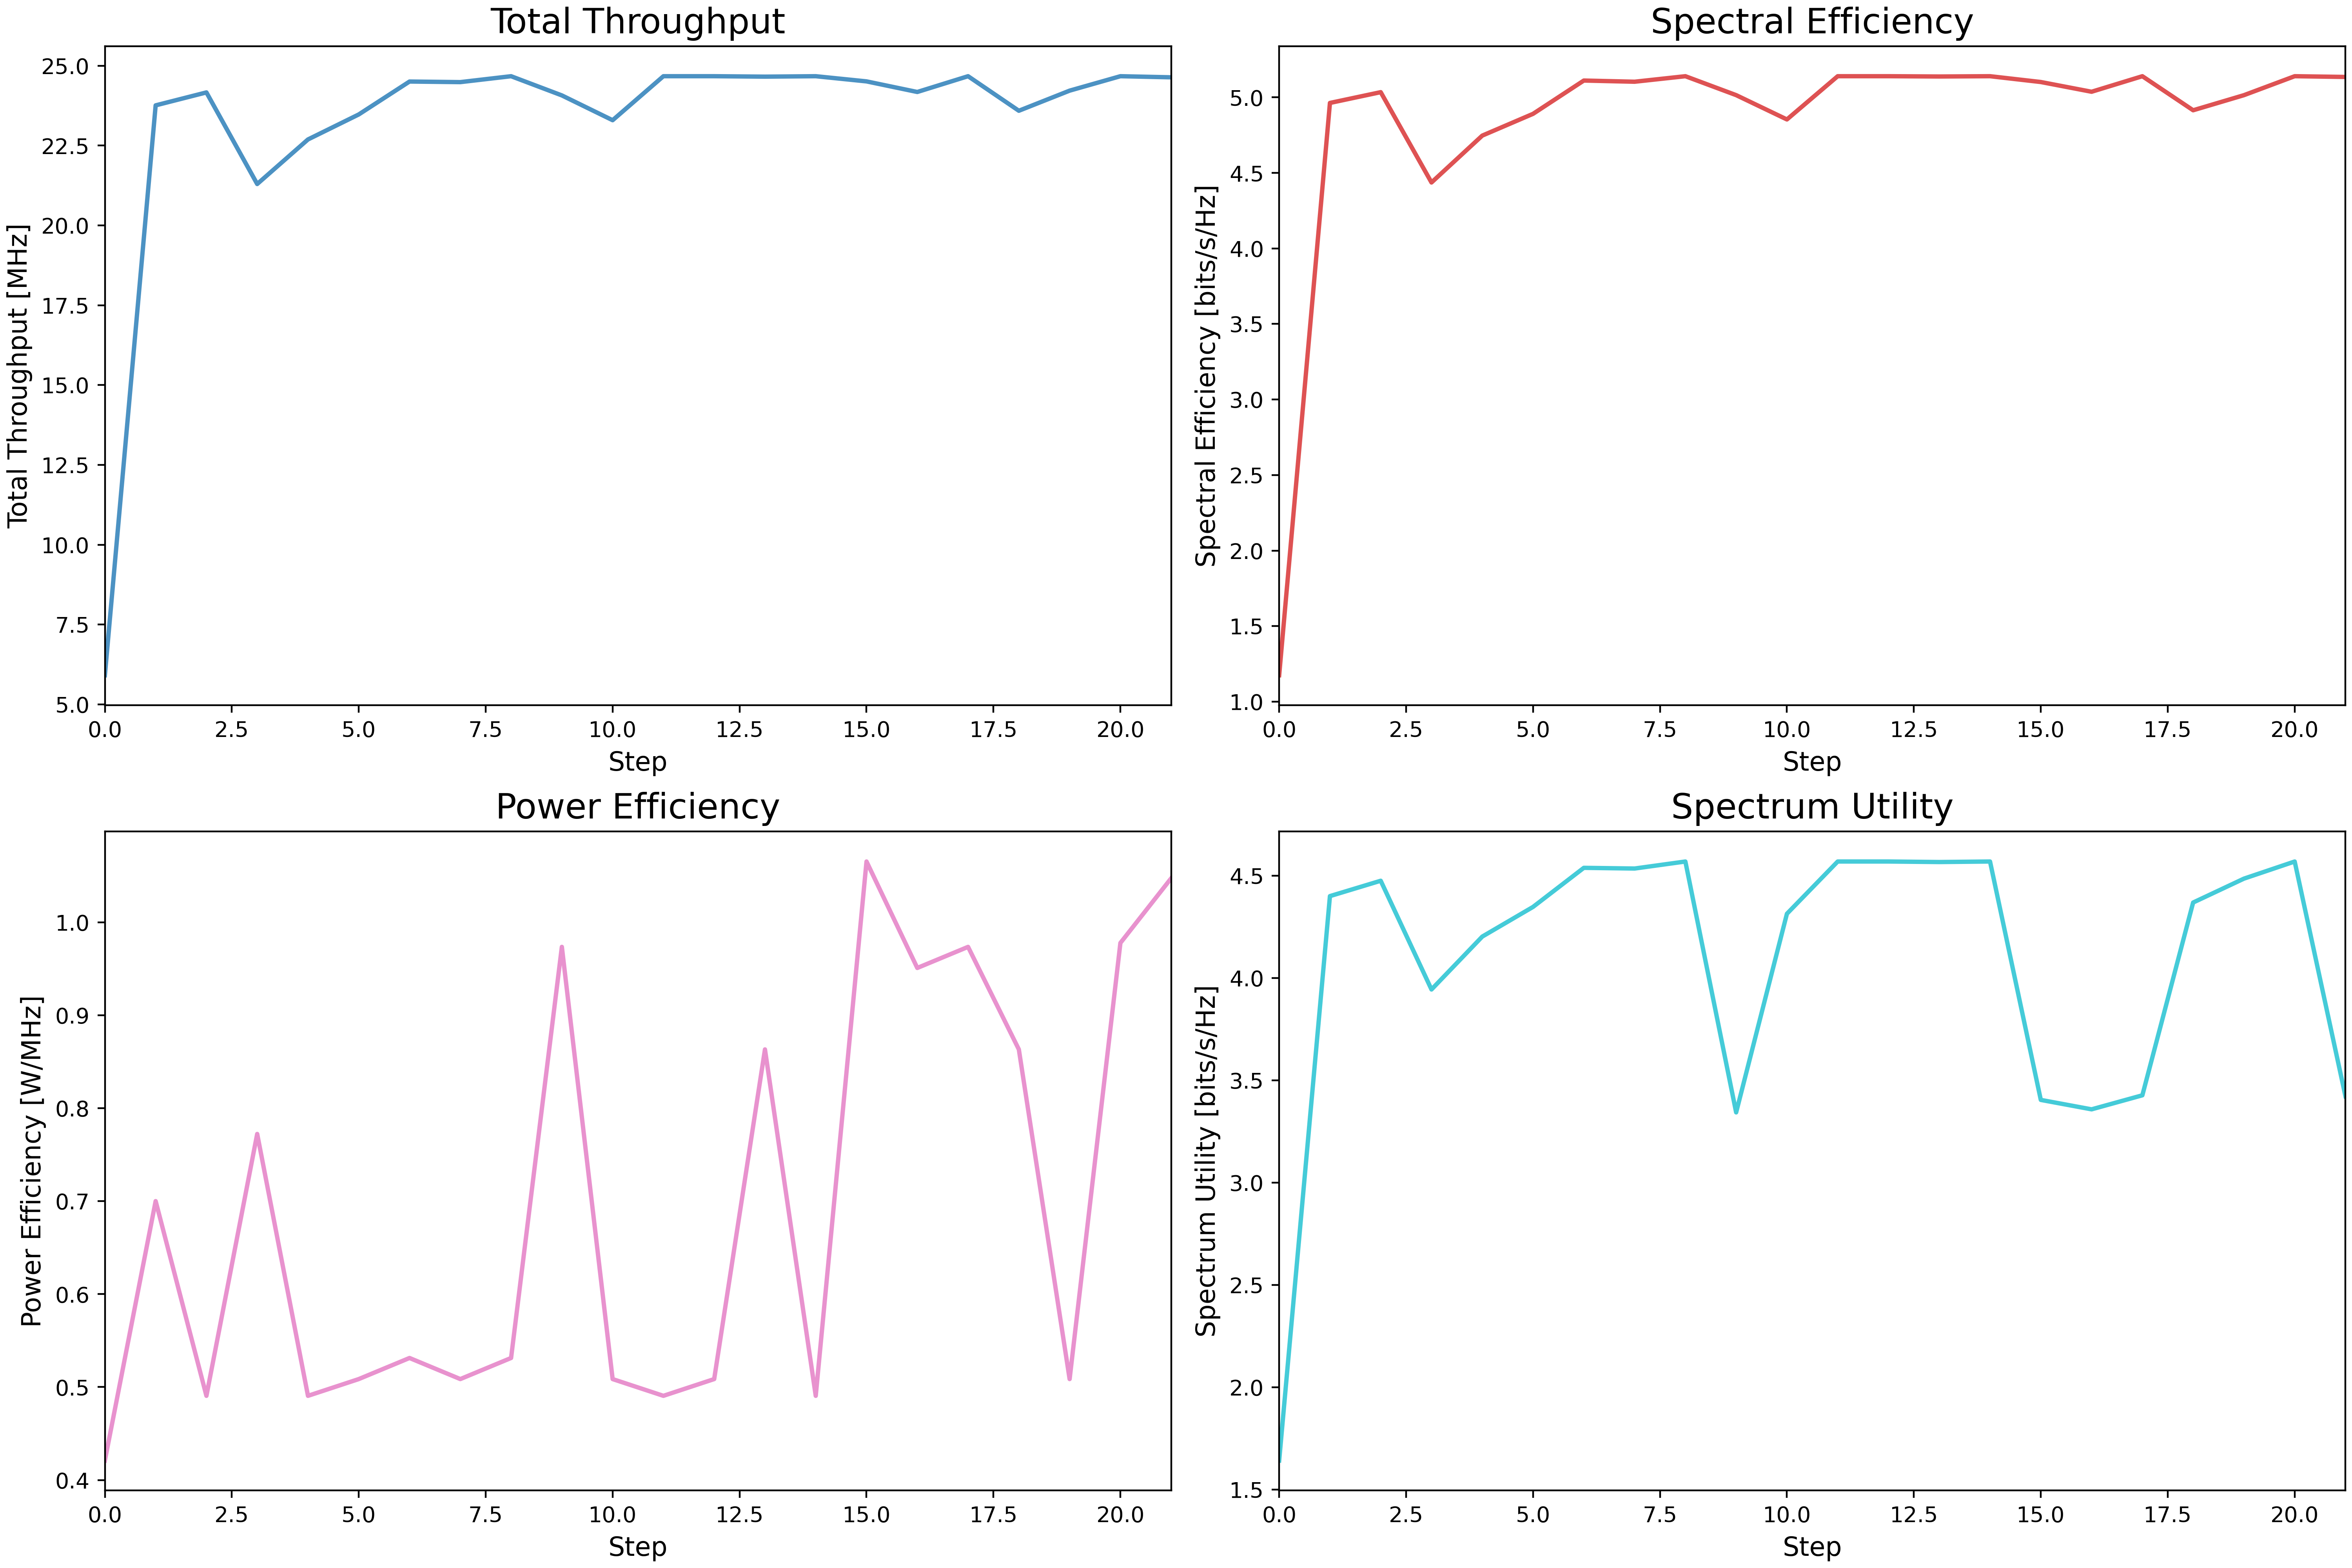 Total Throughput
Total Throughput [MHz]
25.0
22.5
20.0
17.5
15.0
12.5
10.0
7.5
5.0
0.0 2.5 5.0 7.5 10.0 12.5 15.0 17.5 20.0
Step
Spectral Efficiency
Spectral Efficiency [bits/s/Hz]
5.0
4.5
4.0
3.5
3.0
2.5
2.0
1.5
1.0
0.0 2.5 5.0 7.5 10.0 12.5 15.0 17.5 20.0
Step
Power Efficiency
Power Efficiency [W/MHz]
1.0
0.9
0.8
0.7
0.6
0.5
0.4
0.0 2.5 5.0 7.5 10.0 12.5 15.0 17.5 20.0
Step
Spectrum Utility
Spectrum Utility [bits/s/Hz]
4.5
4.0
3.5
3.0
2.5
2.0
1.5
0.0 2.5 5.0 7.5 10.0 12.5 15.0 17.5 20.0
Step